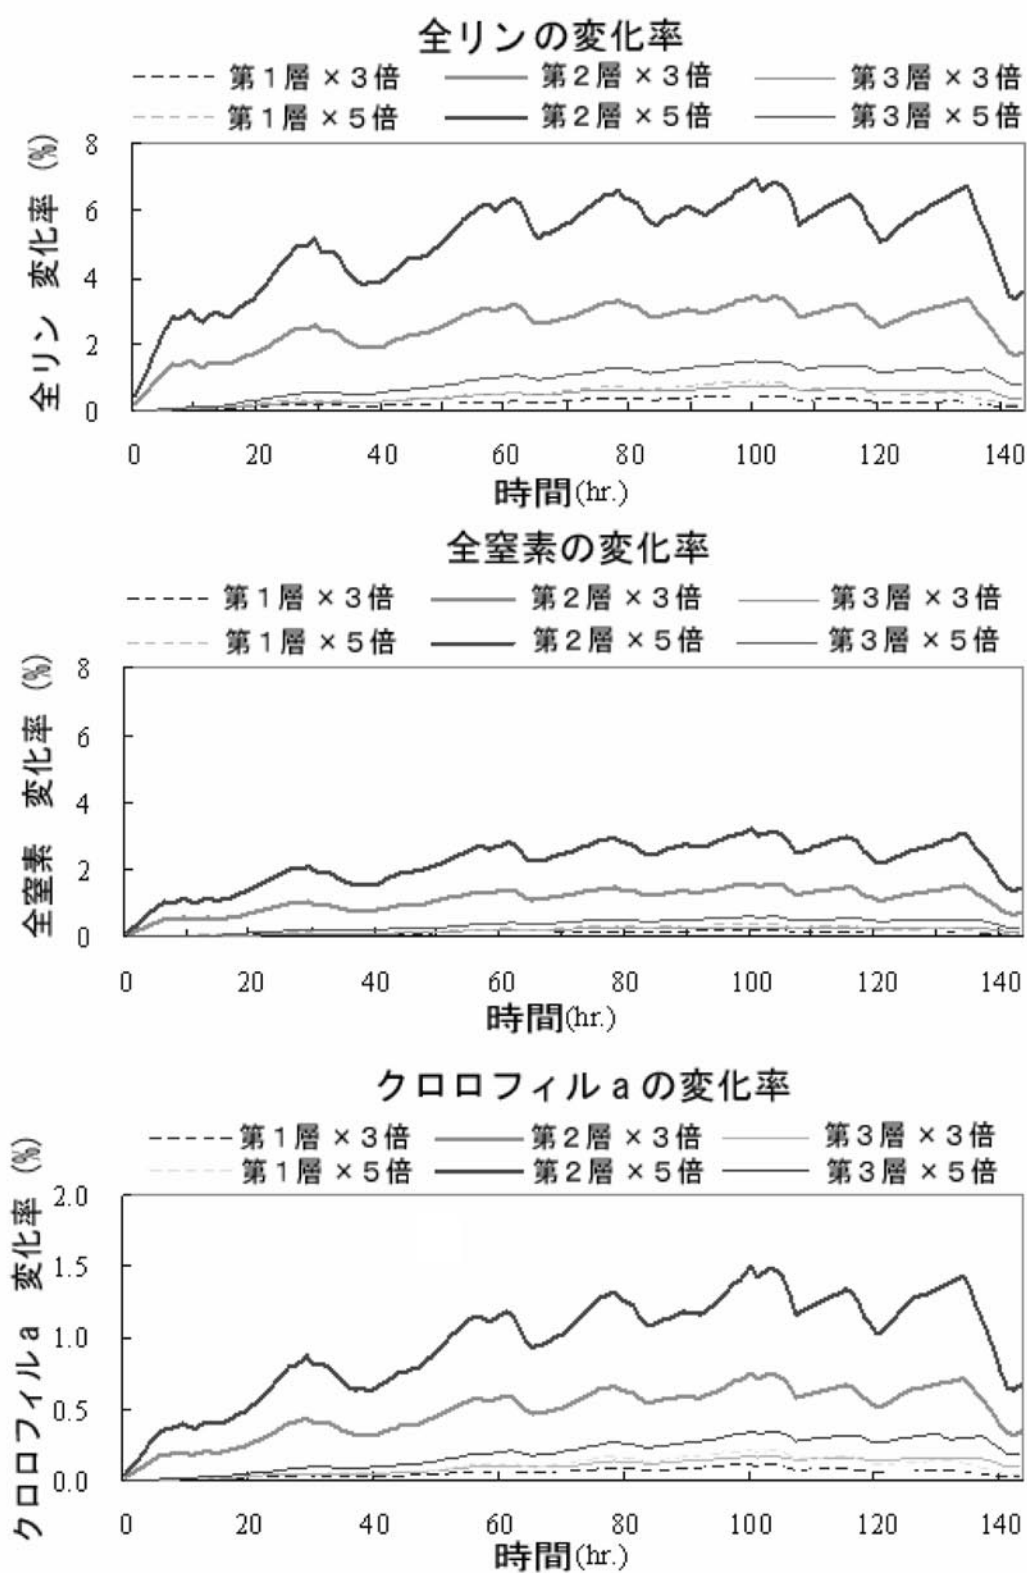 全リンの変化率
第1層×3倍 第2層×3倍 第3層×3倍
第1層×5倍 第2層×5倍 第3層×5倍
全リン 変化率 (%)
8
6
4
2
0
0 20 40 60 80 100 120 140
時間(hr.)
全窒素の変化率
第1層×3倍 第2層×3倍 第3層×3倍
第1層×5倍 第2層×5倍 第3層×5倍
全窒素 変化率 (%)
8
6
4
2
0
0 20 40 60 80 100 120 140
時間(hr.)
クロロフィルaの変化率
第1層×3倍 第2層×3倍 第3層×3倍
第1層×5倍 第2層×5倍 第3層×5倍
クロロフィルa 変化率 (%)
2.0
1.5
1.0
0.5
0.0
0 20 40 60 80 100 120 140
時間(hr.)